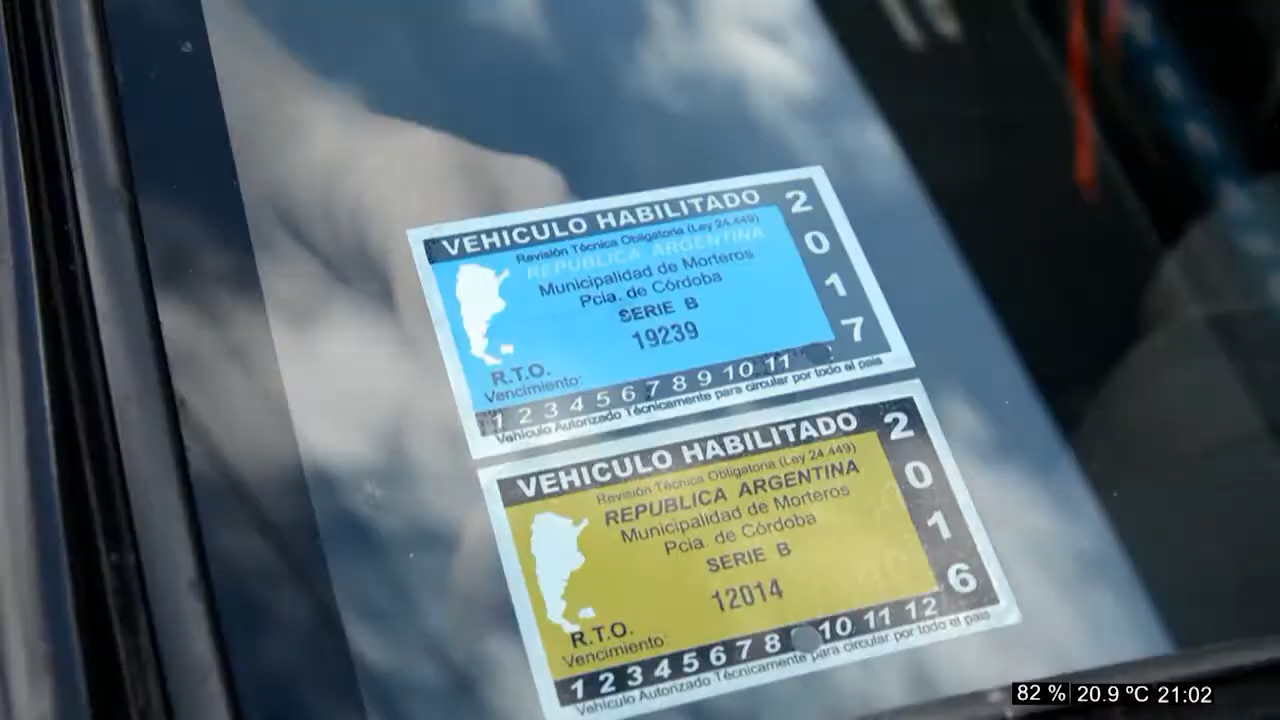 VEHICULO HABILITADO
Revisión Técnica Obligatoria (Ley 24.449)
REPUBLICA ARGENTINA
Municipalidad de Morteros
Pcia. de Córdoba
SERIE B
19239
R.T.O.
Vencimiento:
1 2 3 4 5 6 7 8 9 10 11
Vehículo Autorizado Técnicamente para circular por todo el país
2
0
1
7
VEHICULO HABILITADO
Revisión Técnica Obligatoria (Ley 24.449)
REPUBLICA ARGENTINA
Municipalidad de Morteros
Pcia. de Córdoba
SERIE B
12014
R.T.O.
Vencimiento:
1 2 3 4 5 6 7 8 10 11 12
Vehículo Autorizado Técnicamente para circular por todo el país
2
0
1
6
82 % 20.9 ºC 21:02